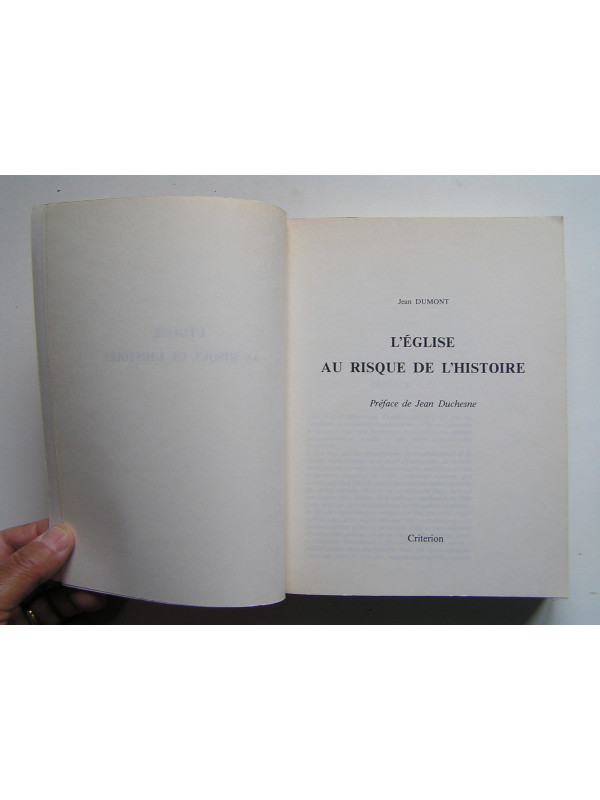 Jean DUMONT
L'ÉGLISE
AU RISQUE DE L'HISTOIRE
Préface de Jean Duchesne
Criterion